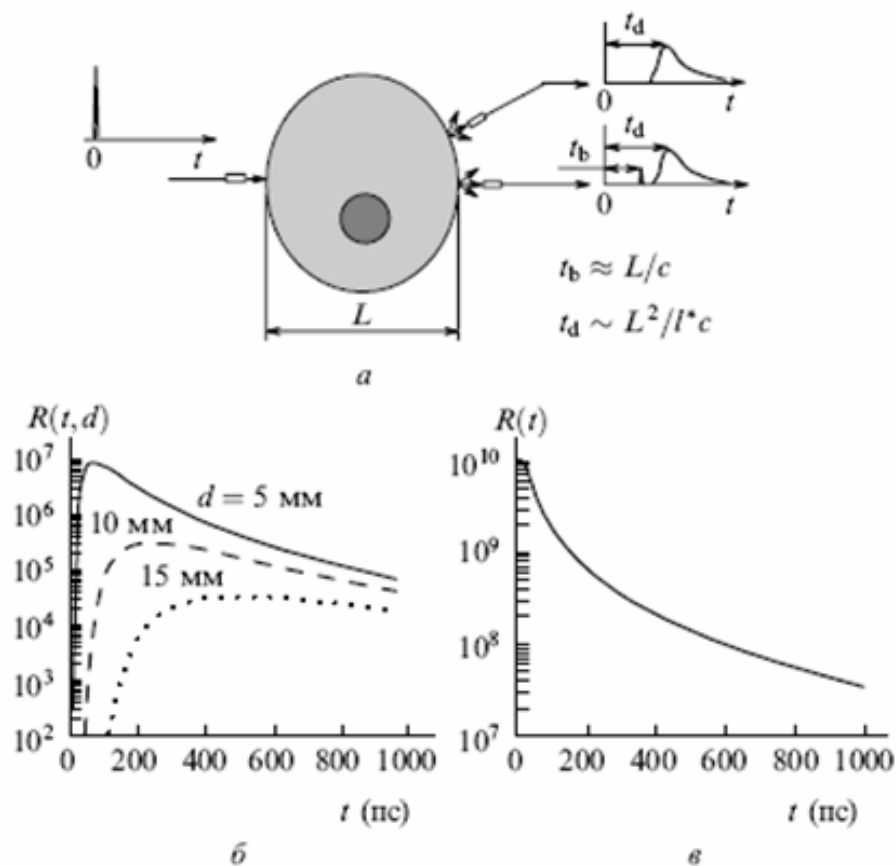 t_d
0
t
t_d
t_b
0
t
0
t
t_b ≈ L/c
t_d ~ L²/l*c
L
а
R(t, d)
10⁷
10⁶
10⁵
10⁴
10³
10²
d = 5 мм
10 мм
15 мм
0 200 400 600 800 1000
t (пс)
б
R(t)
10¹⁰
10⁹
10⁸
10⁷
0 200 400 600 800 1000
t (пс)
в